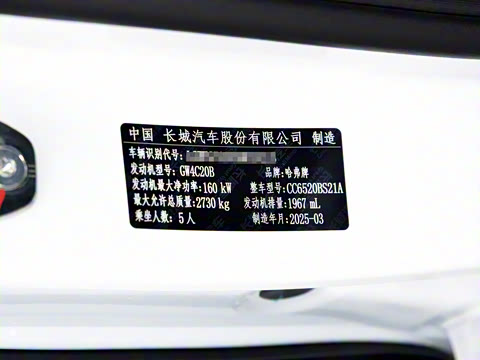 中国 长城汽车股份有限公司 制造
车辆识别代号:
发动机型号: GW4C20B 品牌: 哈弗牌
发动机最大净功率: 160 kW 整车型号: CC6520BS21A
最大允许总质量: 2730 kg 发动机排量: 1967 mL
乘坐人数: 5人 制造年月: 2025-03